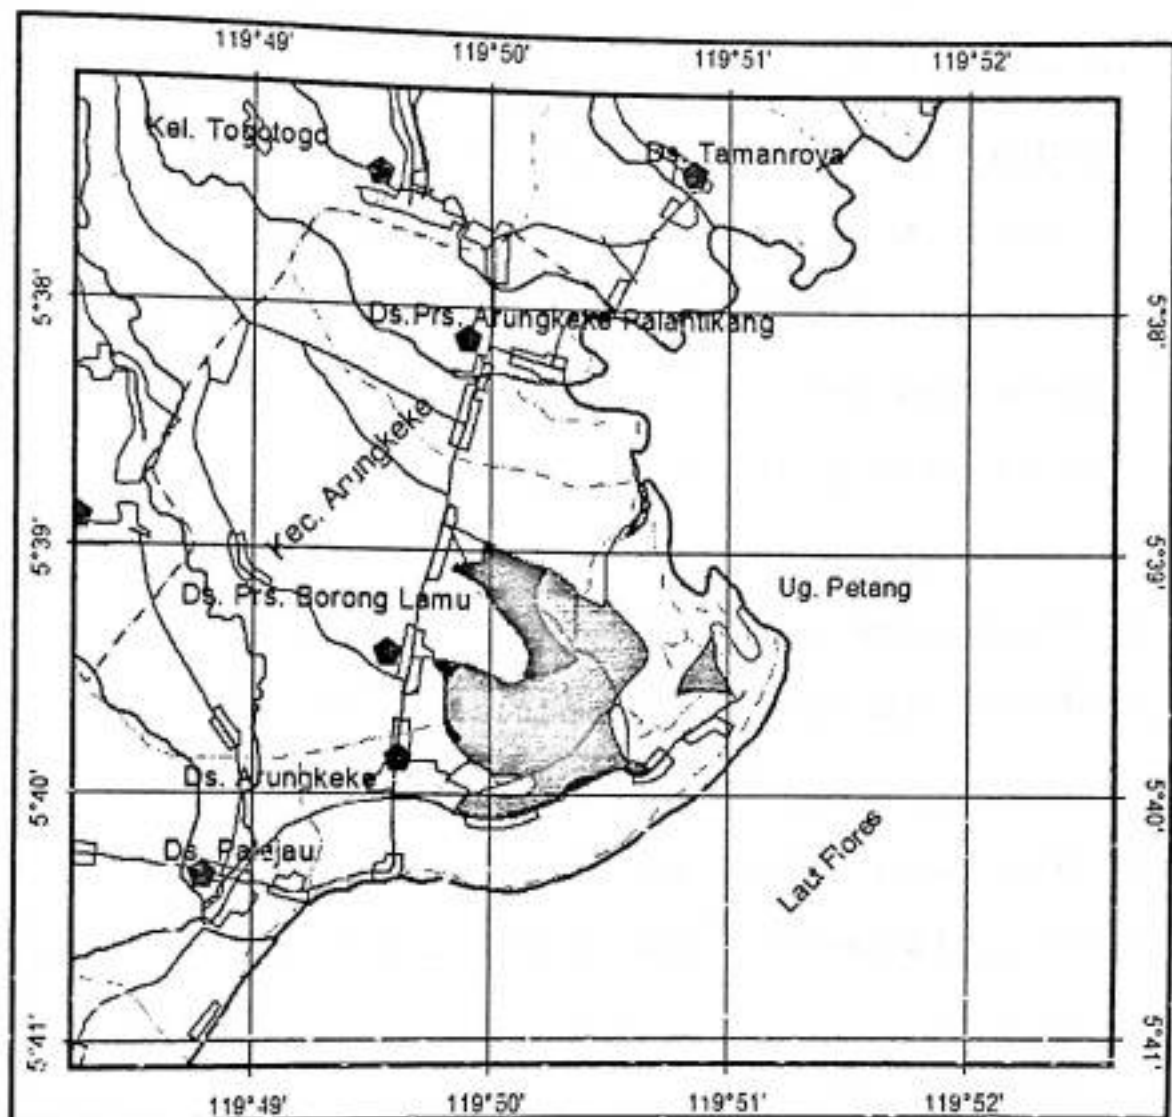 119°49' 119°50' 119°51' 119°52'
Kel. Togotogo
Ds. Tamanroya
5°38' 5°38'
Ds.Prs. Arungkeke Palantikang
Kec. Arungkeke
5°39' 5°39'
Ds. Prs. Borong Lamu
Ug. Petang
Ds. Arungkeke
5°40' 5°40'
Ds. Palajau
Laut Flores
5°41' 5°41'
119°49' 119°50' 119°51' 119°52'